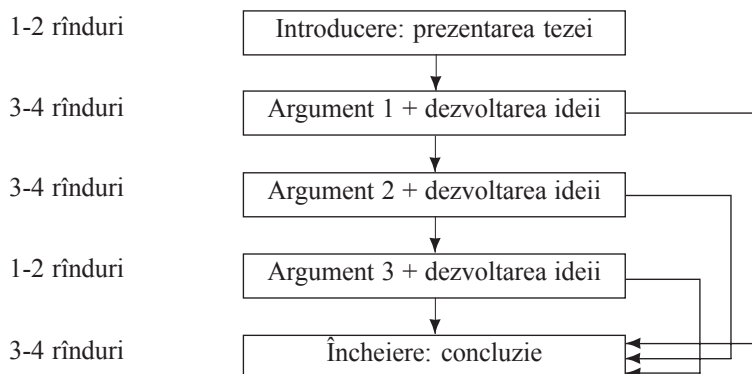 1-2 rînduri Introducere: prezentarea tezei
3-4 rînduri Argument 1 + dezvoltarea ideii
3-4 rînduri Argument 2 + dezvoltarea ideii
1-2 rînduri Argument 3 + dezvoltarea ideii
3-4 rînduri Încheiere: concluzie